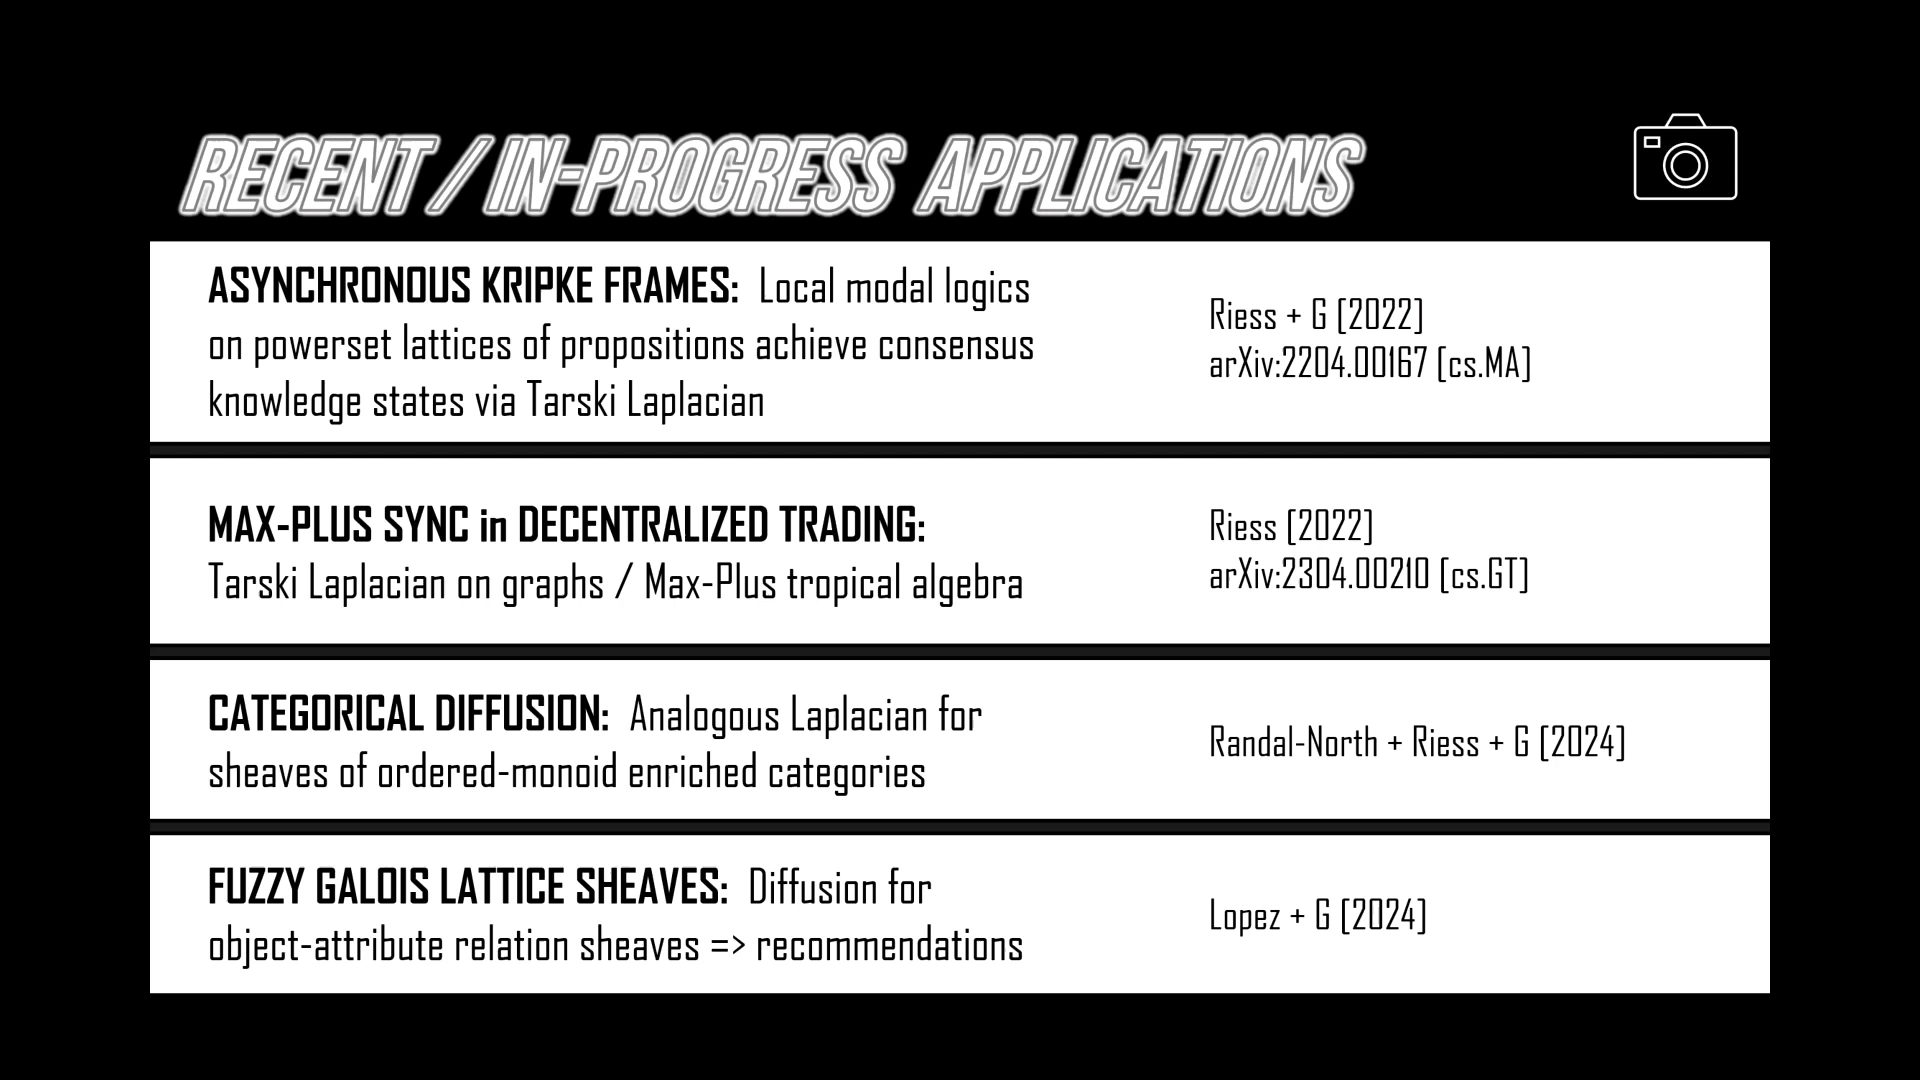 RECENT / IN-PROGRESS APPLICATIONS
ASYNCHRONOUS KRIPKE FRAMES: Local modal logics
on powerset lattices of propositions achieve consensus
knowledge states via Tarski Laplacian
Riess + G [2022]
arXiv:2204.00167 [cs.MA]
MAX-PLUS SYNC in DECENTRALIZED TRADING:
Tarski Laplacian on graphs / Max-Plus tropical algebra
Riess [2022]
arXiv:2304.00210 [cs.GT]
CATEGORICAL DIFFUSION: Analogous Laplacian for
sheaves of ordered-monoid enriched categories
Randal-North + Riess + G [2024]
FUZZY GALOIS LATTICE SHEAVES: Diffusion for
object-attribute relation sheaves => recommendations
Lopez + G [2024]